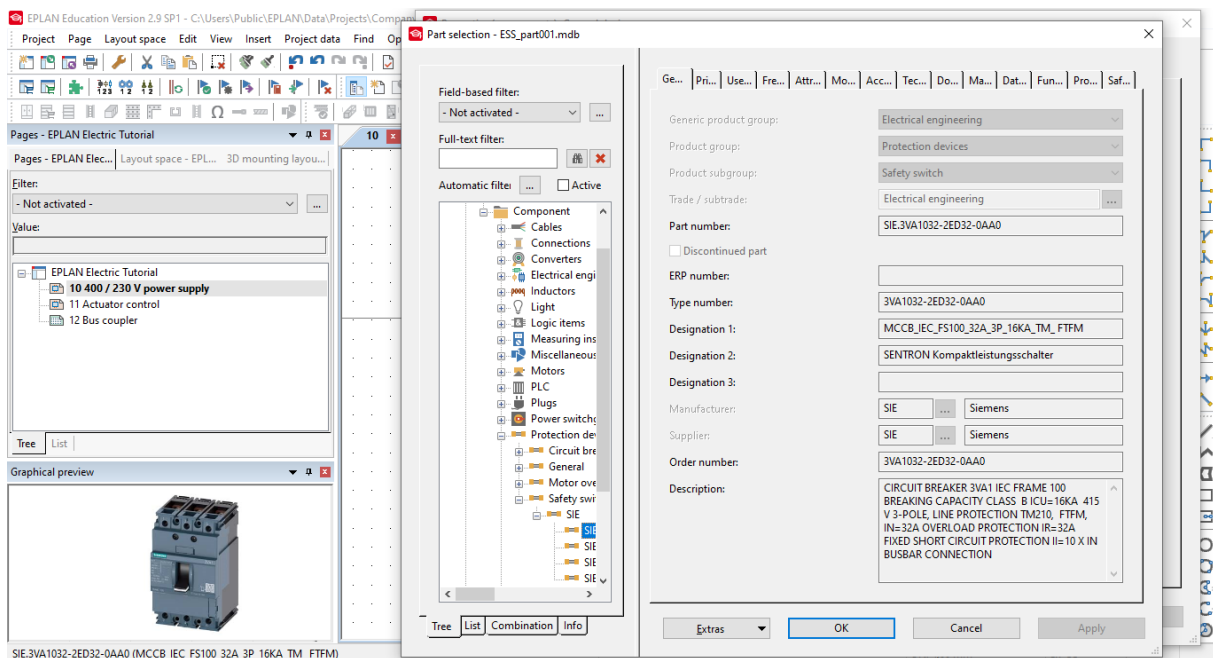 EPLAN Education Version 2.9 SP1 - C:\Users\Public\EPLAN\Data\Projects\Compan
Project Page Layout space Edit View Insert Project data Find Op
Pages - EPLAN Electric Tutorial
Pages - EPLAN Elec... Layout space - EPL... 3D mounting layou...
Filter:
- Not activated -
...
Value:
EPLAN Electric Tutorial
10 400 / 230 V power supply
11 Actuator control
12 Bus coupler
Tree List
Graphical preview
SIE.3VA1032-2ED32-0AA0 (MCCB_IEC_FS100_32A_3P_16KA_TM_ FTFM)
10
Part selection - ESS_part001.mdb
Field-based filter:
- Not activated -
...
Full-text filter:
Automatic filter
...
Active
Component
Cables
Connections
Converters
Electrical engi
Inductors
Light
Logic items
Measuring ins
Miscellaneous
Motors
PLC
Plugs
Power switchg
Protection dev
Circuit bre
General
Motor ove
Safety swi
SIE
SIE
SIE
SIE
SIE
Tree List Combination Info
Ge... Pri... Use... Fre... Attr... Mo... Acc... Tec... Do... Ma... Dat... Fun... Pro... Saf...
Generic product group: Electrical engineering
Product group: Protection devices
Product subgroup: Safety switch
Trade / subtrade: Electrical engineering ...
Part number: SIE.3VA1032-2ED32-0AA0
Discontinued part
ERP number:
Type number: 3VA1032-2ED32-0AA0
Designation 1: MCCB_IEC_FS100_32A_3P_16KA_TM_ FTFM
Designation 2: SENTRON Kompaktleistungsschalter
Designation 3:
Manufacturer: SIE ... Siemens
Supplier: SIE ... Siemens
Order number: 3VA1032-2ED32-0AA0
Description: CIRCUIT BREAKER 3VA1 IEC FRAME 100
BREAKING CAPACITY CLASS B ICU=16KA 415
V 3-POLE, LINE PROTECTION TM210, FTFM,
IN=32A OVERLOAD PROTECTION IR=32A
FIXED SHORT CIRCUIT PROTECTION II=10 X IN
BUSBAR CONNECTION
Extras OK Cancel Apply